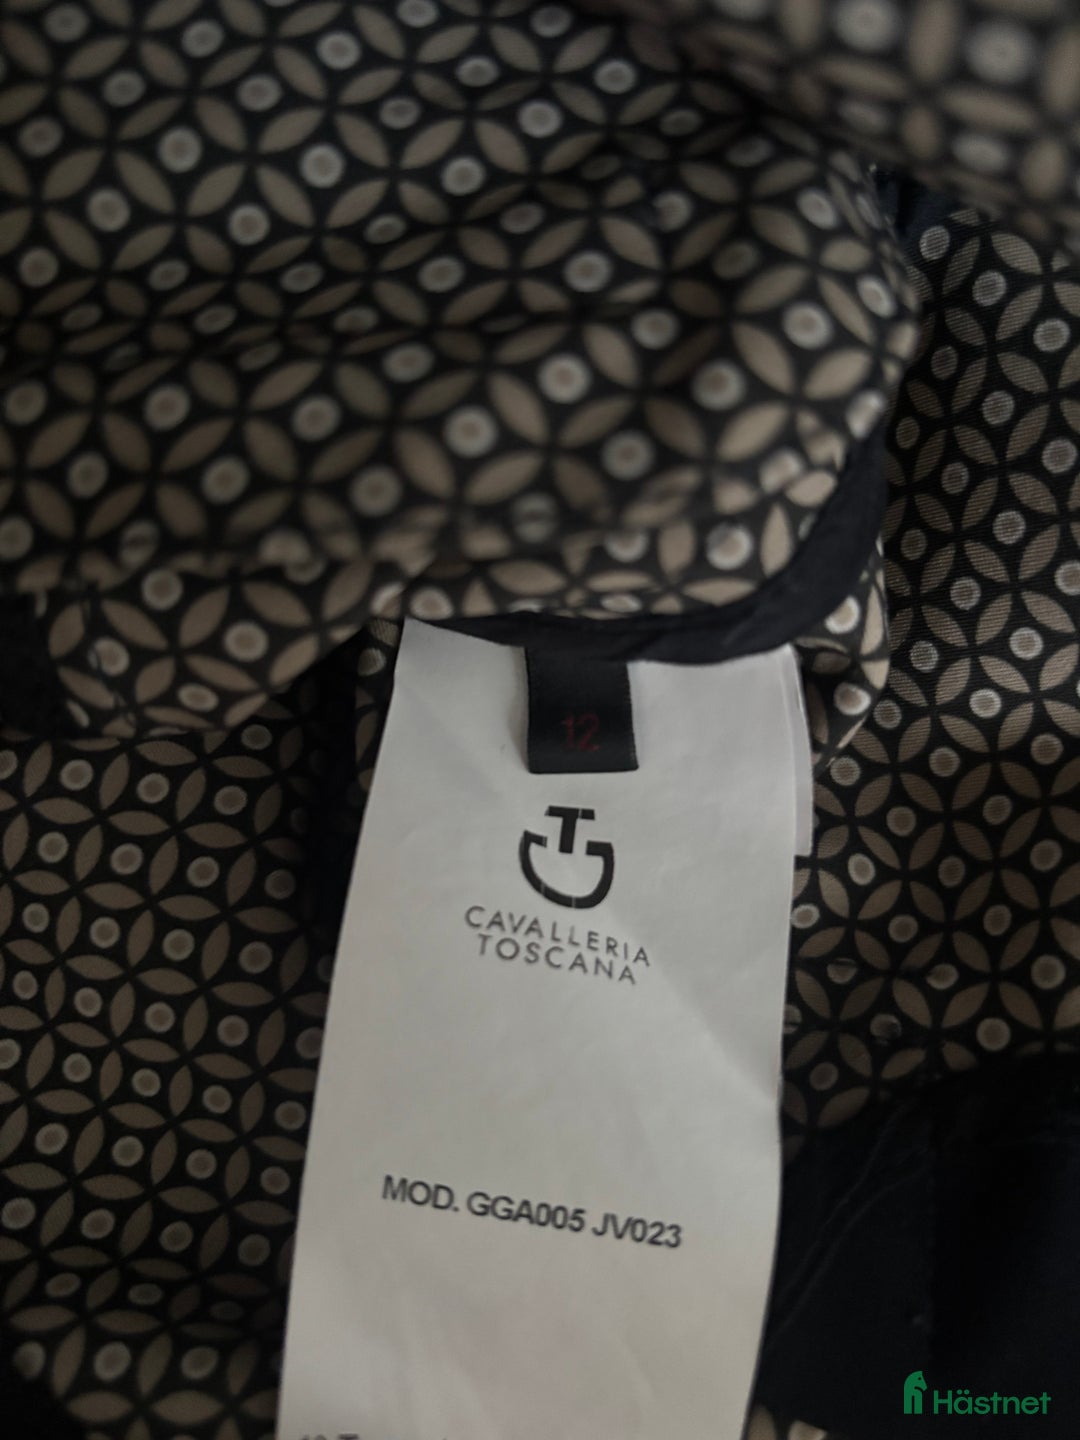 12
CAVALLERIA
TOSCANA
MOD. GGA005 JV023
Hästnet